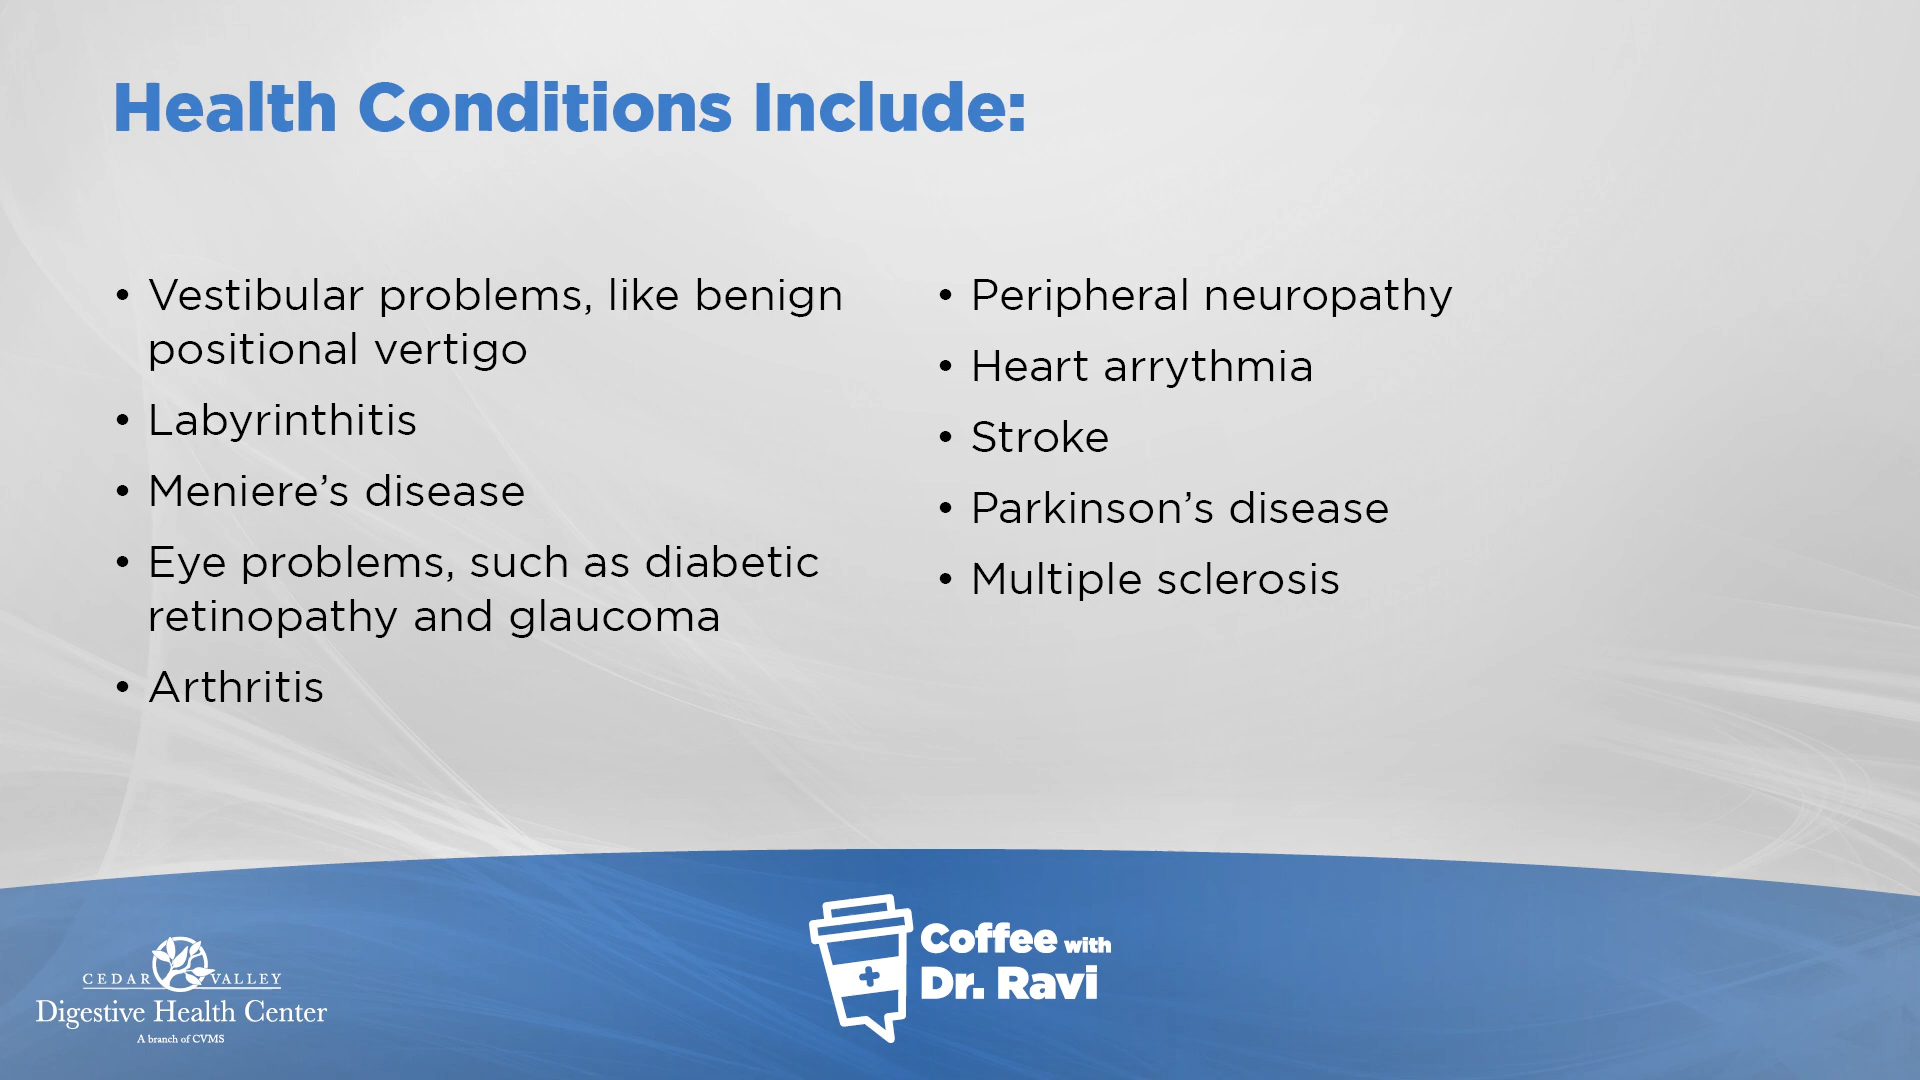 Health Conditions Include:
• Vestibular problems, like benign
positional vertigo
• Labyrinthitis
• Meniere’s disease
• Eye problems, such as diabetic
retinopathy and glaucoma
• Arthritis
• Peripheral neuropathy
• Heart arrythmia
• Stroke
• Parkinson’s disease
• Multiple sclerosis
CEDAR VALLEY
Digestive Health Center
A branch of CVMS
Coffee with
Dr. Ravi